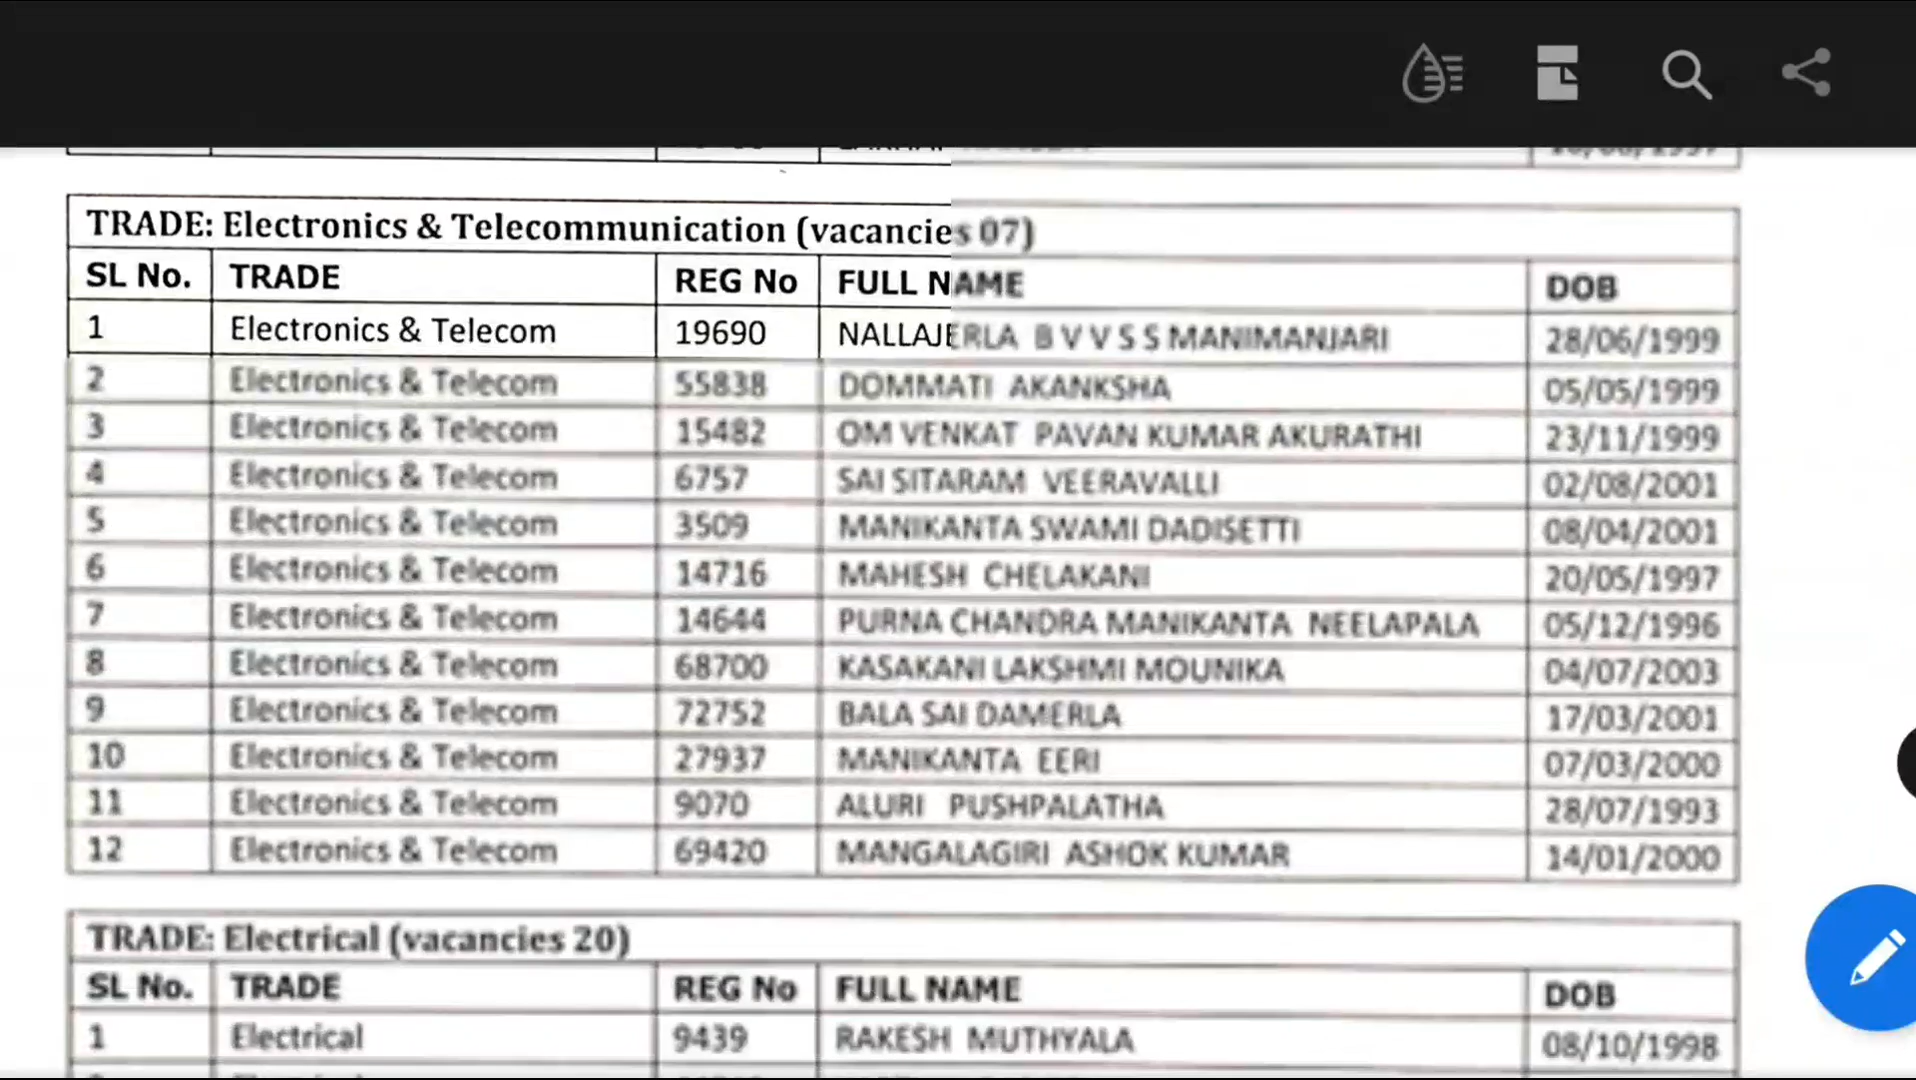 TRADE: Electronics & Telecommunication (vacancies 07)
SL No. TRADE REG No FULL NAME DOB
1 Electronics & Telecom 19690 NALLAJERLA B V V S S MANIMANJARI 28/06/1999
2 Electronics & Telecom 55838 DOMMATI AKANKSHA 05/05/1999
3 Electronics & Telecom 15482 OM VENKAT PAVAN KUMAR AKURATHI 23/11/1999
4 Electronics & Telecom 6757 SAI SITARAM VEERAVALLI 02/08/2001
5 Electronics & Telecom 3509 MANIKANTA SWAMI DADISETTI 08/04/2001
6 Electronics & Telecom 14716 MAHESH CHELAKANI 20/05/1997
7 Electronics & Telecom 14644 PURNA CHANDRA MANIKANTA NEELAPALA 05/12/1996
8 Electronics & Telecom 68700 KASAKANI LAKSHMI MOUNIKA 04/07/2003
9 Electronics & Telecom 72752 BALA SAI DAMERLA 17/03/2001
10 Electronics & Telecom 27937 MANIKANTA EERI 07/03/2000
11 Electronics & Telecom 9070 ALURI PUSHPALATHA 28/07/1993
12 Electronics & Telecom 69420 MANGALAGIRI ASHOK KUMAR 14/01/2000
TRADE: Electrical (vacancies 20)
SL No. TRADE REG No FULL NAME DOB
1 Electrical 9439 RAKESH MUTHYALA 08/10/1998